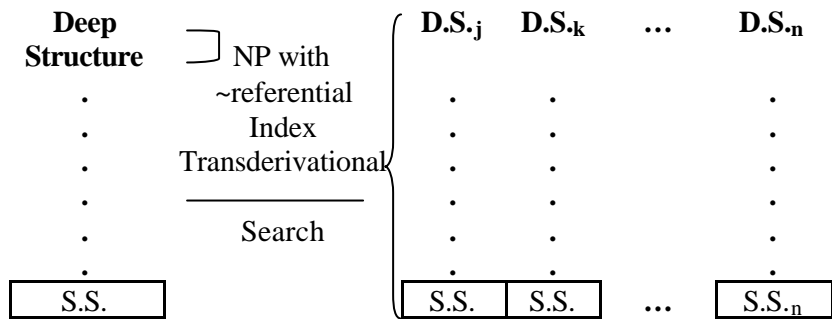 Deep D.S.j D.S.k ... D.S.n
Structure NP with
~referential
Index
Transderivational
Search
S.S. S.S. S.S. ... S.S.n